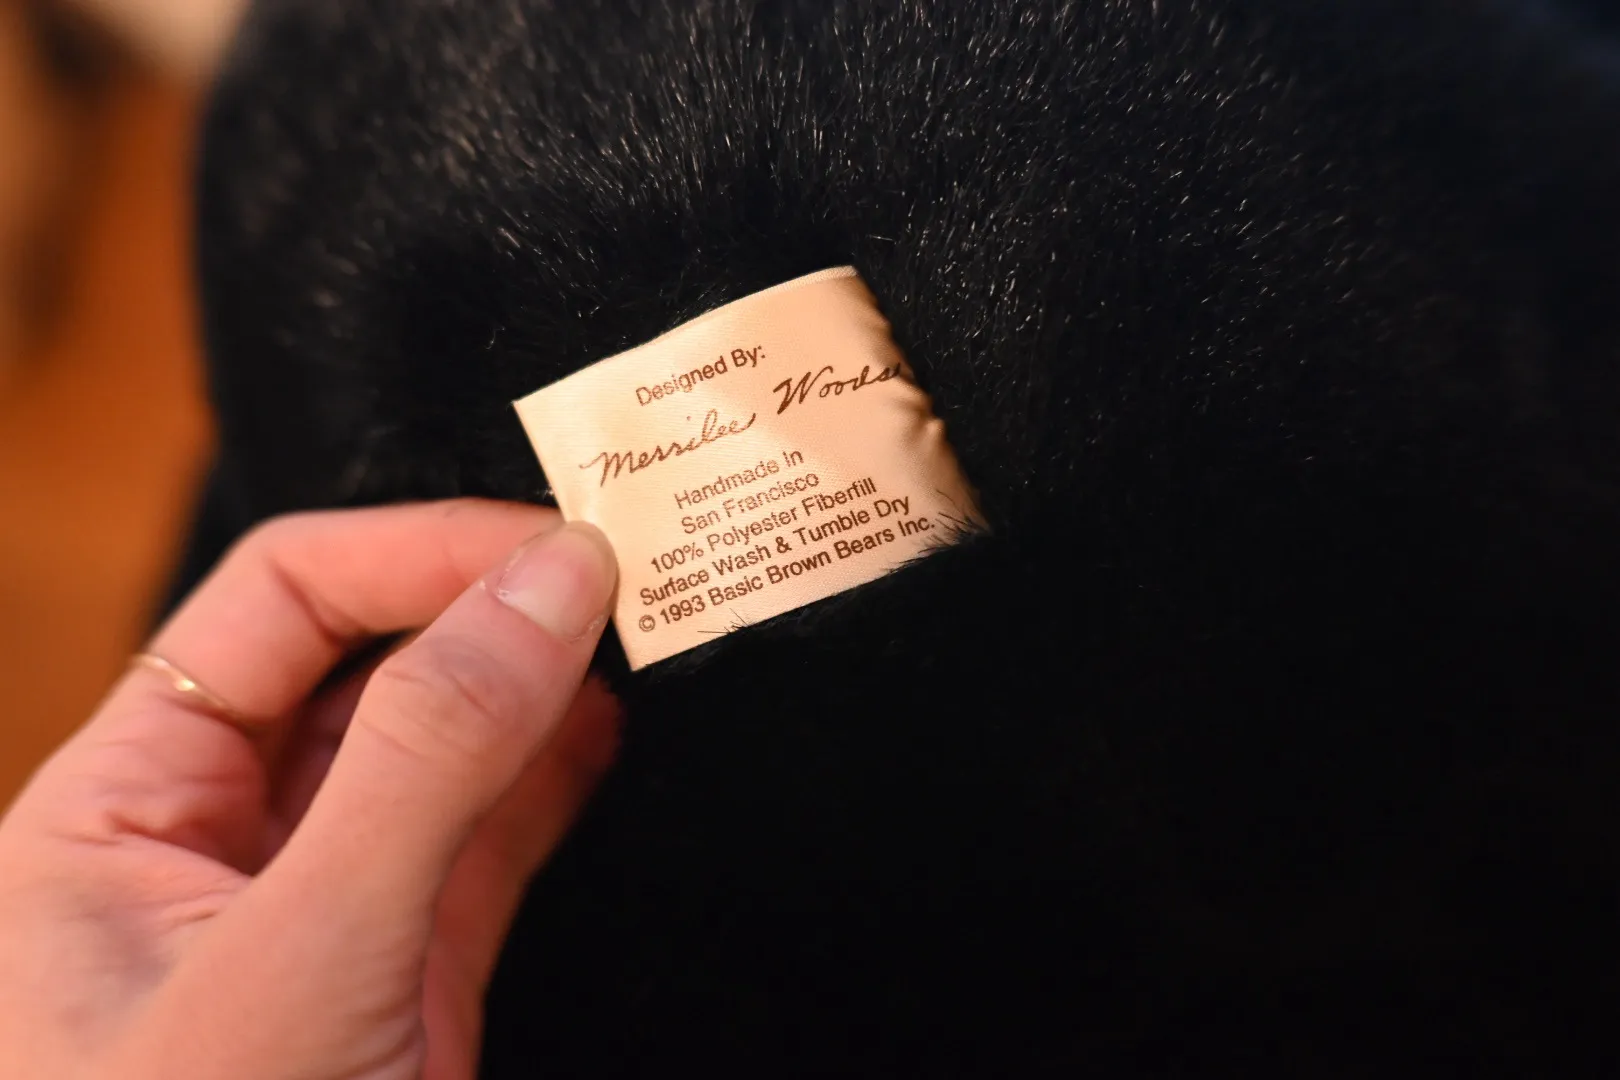 Designed By:
Merrilee
Handmade In
San Francisco
100% Polyester Fiberfill
Surface Wash & Tumble Dry
© 1993 Basic Brown Bears Inc.